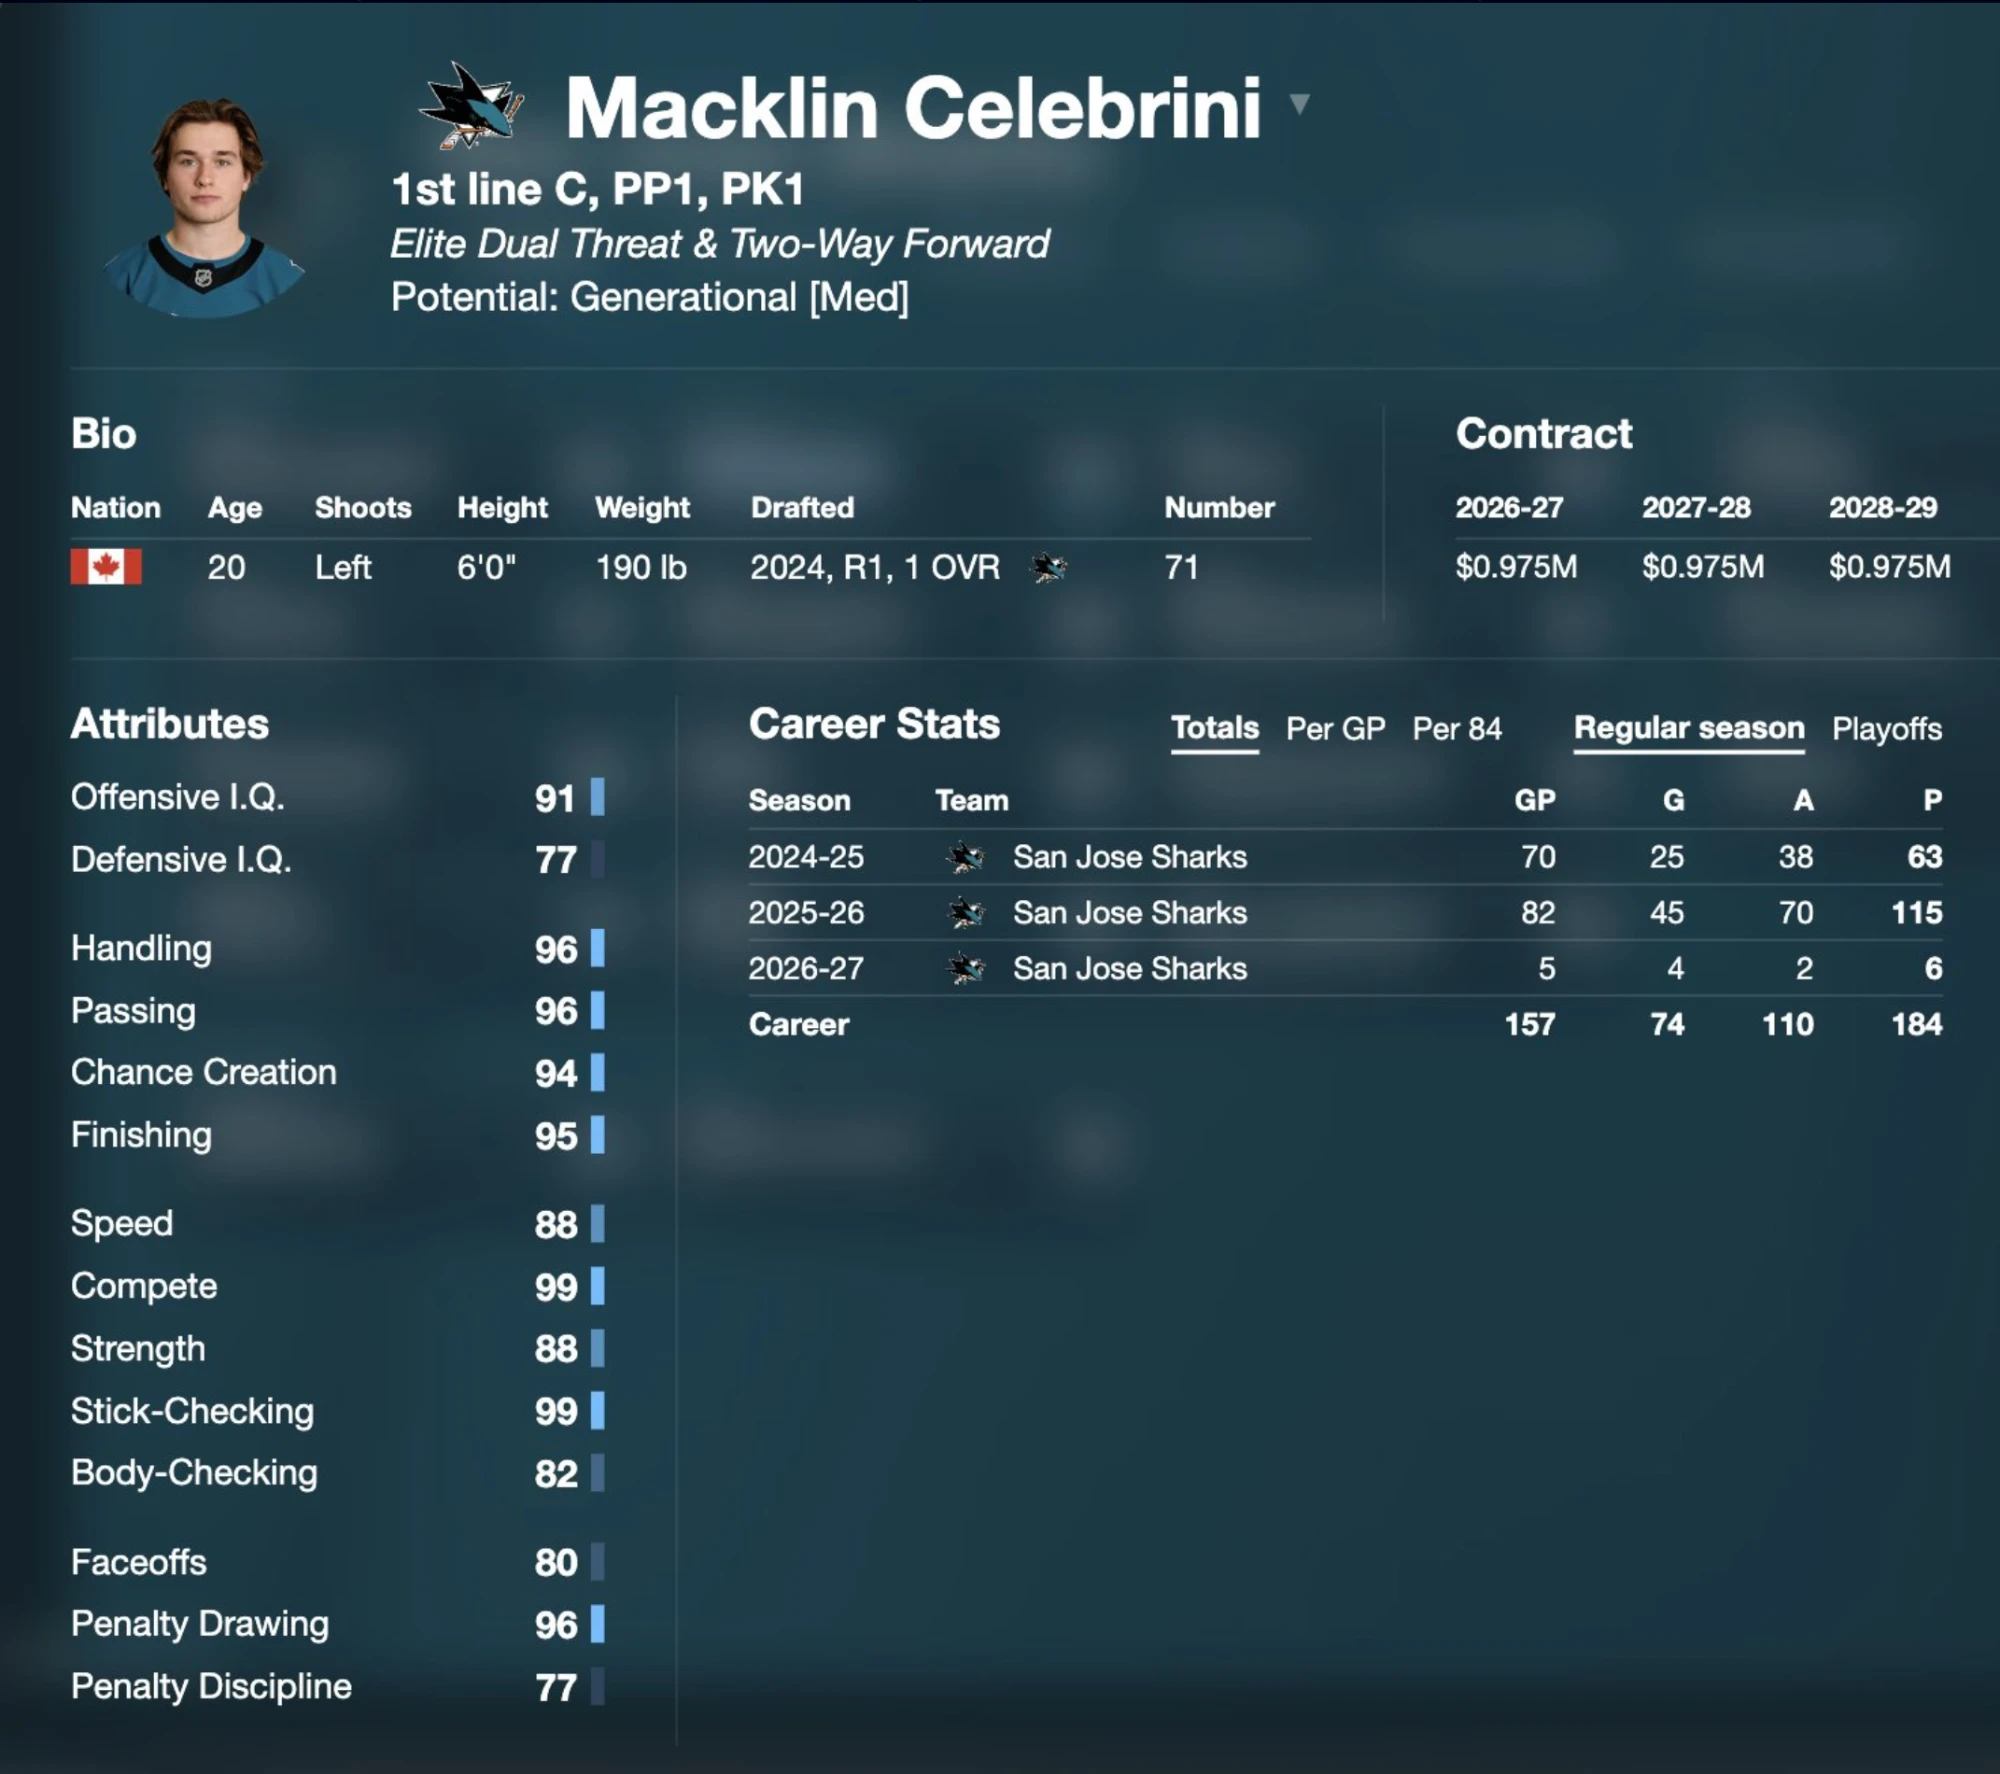 Macklin Celebrini
1st line C, PP1, PK1
Elite Dual Threat & Two-Way Forward
Potential: Generational [Med]
Bio
Nation Age Shoots Height Weight Drafted Number
20 Left 6'0" 190 lb 2024, R1, 1 OVR 71
Contract
2026-27 2027-28 2028-29
$0.975M $0.975M $0.975M
Attributes
Offensive I.Q. 91
Defensive I.Q. 77
Handling 96
Passing 96
Chance Creation 94
Finishing 95
Speed 88
Compete 99
Strength 88
Stick-Checking 99
Body-Checking 82
Faceoffs 80
Penalty Drawing 96
Penalty Discipline 77
Career Stats Totals Per GP Per 84 Regular season Playoffs
Season Team GP G A P
2024-25 San Jose Sharks 70 25 38 63
2025-26 San Jose Sharks 82 45 70 115
2026-27 San Jose Sharks 5 4 2 6
Career 157 74 110 184